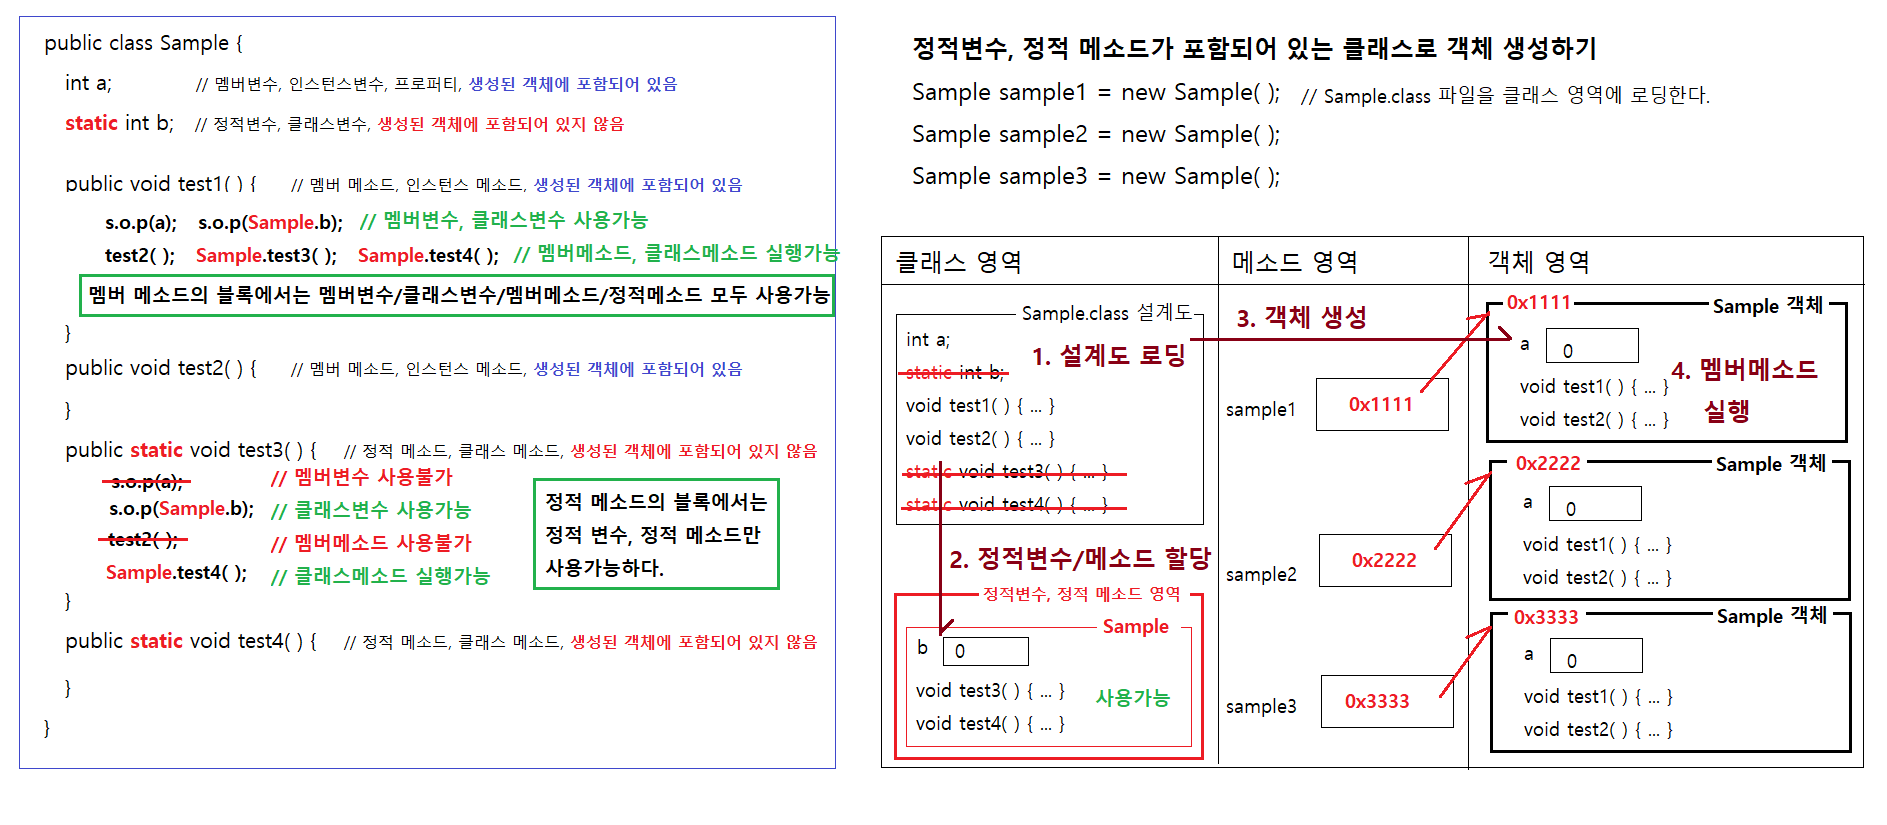 public class Sample {
int a; // 멤버변수, 인스턴스변수, 프로퍼티, 생성된 객체에 포함되어 있음
static int b; // 정적변수, 클래스변수, 생성된 객체에 포함되어 있지 않음
public void test1( ) { // 멤버 메소드, 인스턴스 메소드, 생성된 객체에 포함되어 있음
s.o.p(a); s.o.p(Sample.b); // 멤버변수, 클래스변수 사용가능
test2( ); Sample.test3( ); Sample.test4( ); // 멤버메소드, 클래스메소드 실행가능
멤버 메소드의 블록에서는 멤버변수/클래스변수/멤버메소드/정적메소드 모두 사용가능
}
public void test2( ) { // 멤버 메소드, 인스턴스 메소드, 생성된 객체에 포함되어 있음
}
public static void test3( ) { // 정적 메소드, 클래스 메소드, 생성된 객체에 포함되어 있지 않음
s.o.p(a); // 멤버변수 사용불가
s.o.p(Sample.b); // 클래스변수 사용가능
test2( ); // 멤버메소드 사용불가
Sample.test4( ); // 클래스메소드 실행가능
정적 메소드의 블록에서는
정적 변수, 정적 메소드만
사용가능하다.
}
public static void test4( ) { // 정적 메소드, 클래스 메소드, 생성된 객체에 포함되어 있지 않음
}
}
정적변수, 정적 메소드가 포함되어 있는 클래스로 객체 생성하기
Sample sample1 = new Sample( ); // Sample.class 파일을 클래스 영역에 로딩한다.
Sample sample2 = new Sample( );
Sample sample3 = new Sample( );
클래스 영역
Sample.class 설계도
int a;
1. 설계도 로딩
static int b;
void test1( ) { ... }
void test2( ) { ... }
static void test3( ) { ... }
static void test4( ) { ... }
2. 정적변수/메소드 할당
정적변수, 정적 메소드 영역
Sample
b 0
void test3( ) { ... }
사용가능
void test4( ) { ... }
메소드 영역
3. 객체 생성
sample1 0x1111
sample2 0x2222
sample3 0x3333
객체 영역
0x1111 Sample 객체
a 0
4. 멤버메소드
실행
void test1( ) { ... }
void test2( ) { ... }
0x2222 Sample 객체
a 0
void test1( ) { ... }
void test2( ) { ... }
0x3333 Sample 객체
a 0
void test1( ) { ... }
void test2( ) { ... }